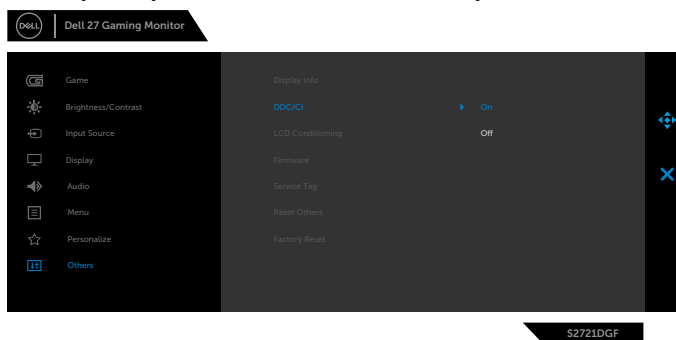 DELL
Dell 27 Gaming Monitor
Game
Brightness/Contrast
Input Source
Display
Audio
Menu
Personalize
Others
Display Info
DDC/CI
On
LCD Conditioning
Off
Firmware
Service Tag
Reset Others
Factory Reset
S2721DGF